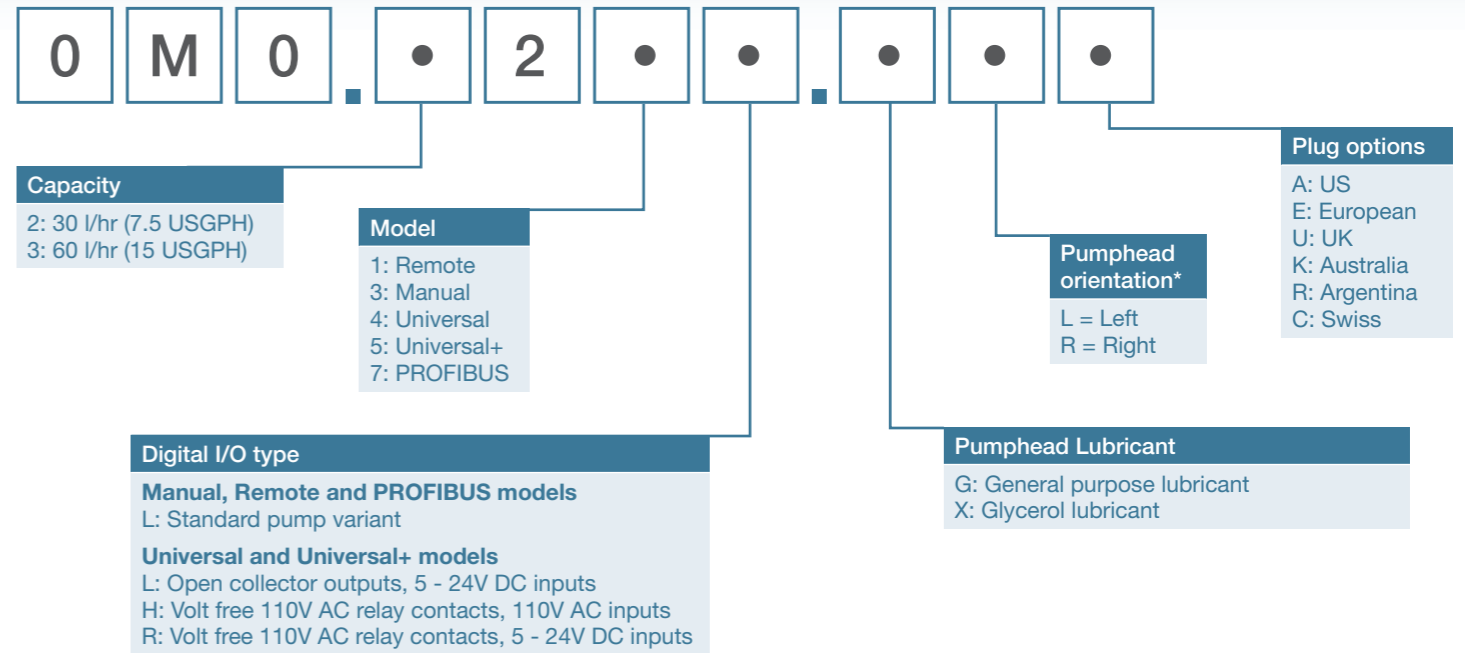 0 M 0 . • 2 • • . • • •
Capacity
2: 30 l/hr (7.5 USGPH)
3: 60 l/hr (15 USGPH)
Model
1: Remote
3: Manual
4: Universal
5: Universal+
7: PROFIBUS
Digital I/O type
Manual, Remote and PROFIBUS models
L: Standard pump variant
Universal and Universal+ models
L: Open collector outputs, 5 - 24V DC inputs
H: Volt free 110V AC relay contacts, 110V AC inputs
R: Volt free 110V AC relay contacts, 5 - 24V DC inputs
Pumphead Lubricant
G: General purpose lubricant
X: Glycerol lubricant
Pumphead
orientation*
L = Left
R = Right
Plug options
A: US
E: European
U: UK
K: Australia
R: Argentina
C: Swiss